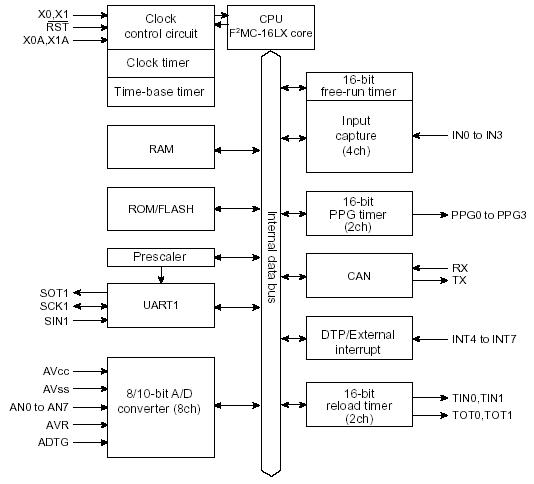 X0,X1
RST
X0A,X1A
Clock
control circuit
Clock timer
Time-base timer
CPU
F²MC-16LX core
RAM
ROM/FLASH
Prescaler
UART1
SOT1
SCK1
SIN1
AVcc
AVss
AN0 to AN7
AVR
ADTG
8/10-bit A/D
converter (8ch)
Internal data bus
16-bit
free-run timer
Input
capture
(4ch)
IN0 to IN3
16-bit
PPG timer
(2ch)
PPG0 to PPG3
CAN
RX
TX
DTP/External
interrupt
INT4 to INT7
16-bit
reload timer
(2ch)
TIN0,TIN1
TOT0,TOT1